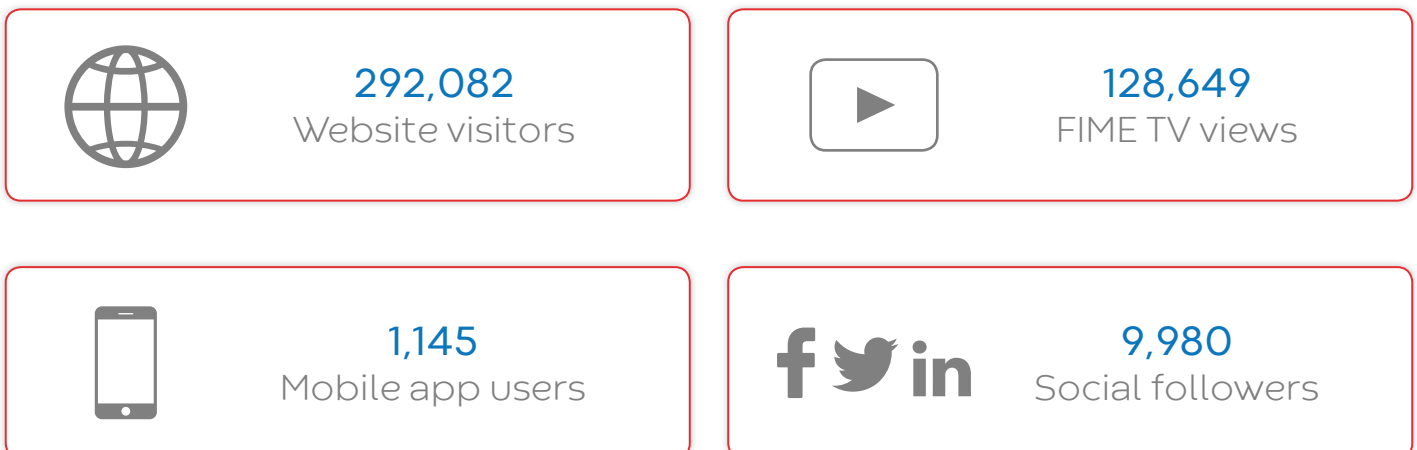 292,082
Website visitors
128,649
FIME TV views
1,145
Mobile app users
9,980
Social followers